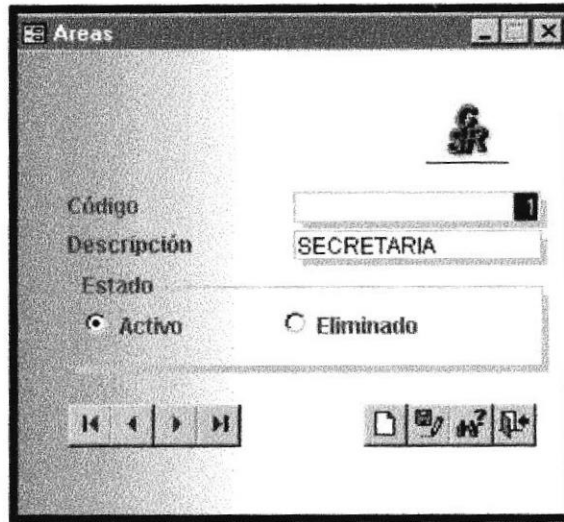 Areas
Código 1
Descripción SECRETARIA
Estado
Activo Eliminado